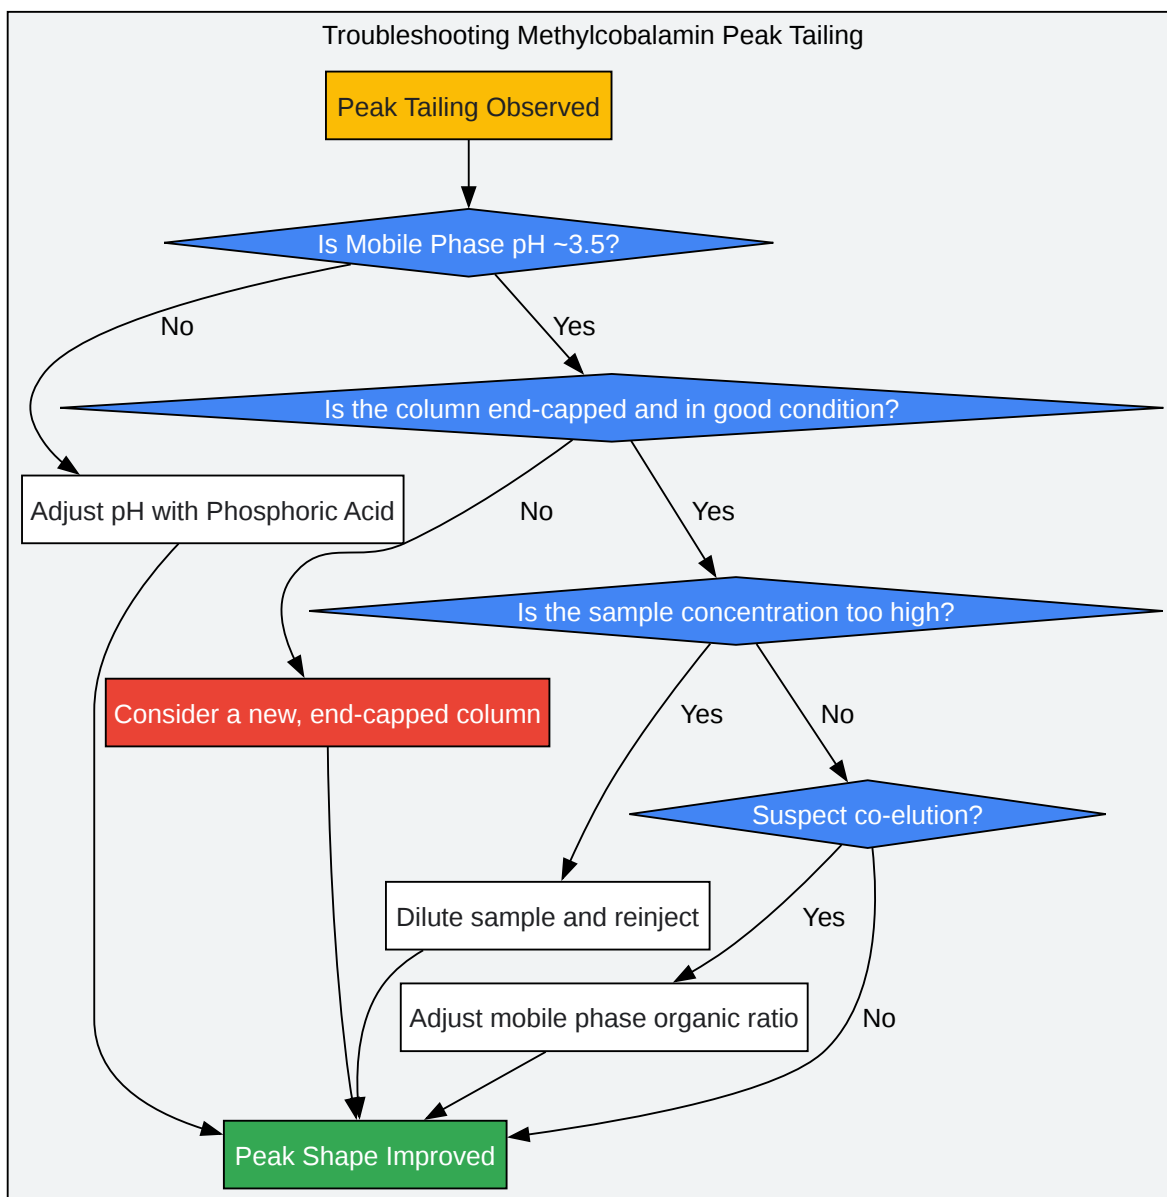 Troubleshooting Methylcobalamin Peak Tailing
Peak Tailing Observed
Is Mobile Phase pH ~3.5?
No
Yes
Is the column end-capped and in good condition?
Adjust pH with Phosphoric Acid
No
Yes
Is the sample concentration too high?
Consider a new, end-capped column
Yes
No
Suspect co-elution?
Dilute sample and reinject
Yes
Adjust mobile phase organic ratio
No
Peak Shape Improved